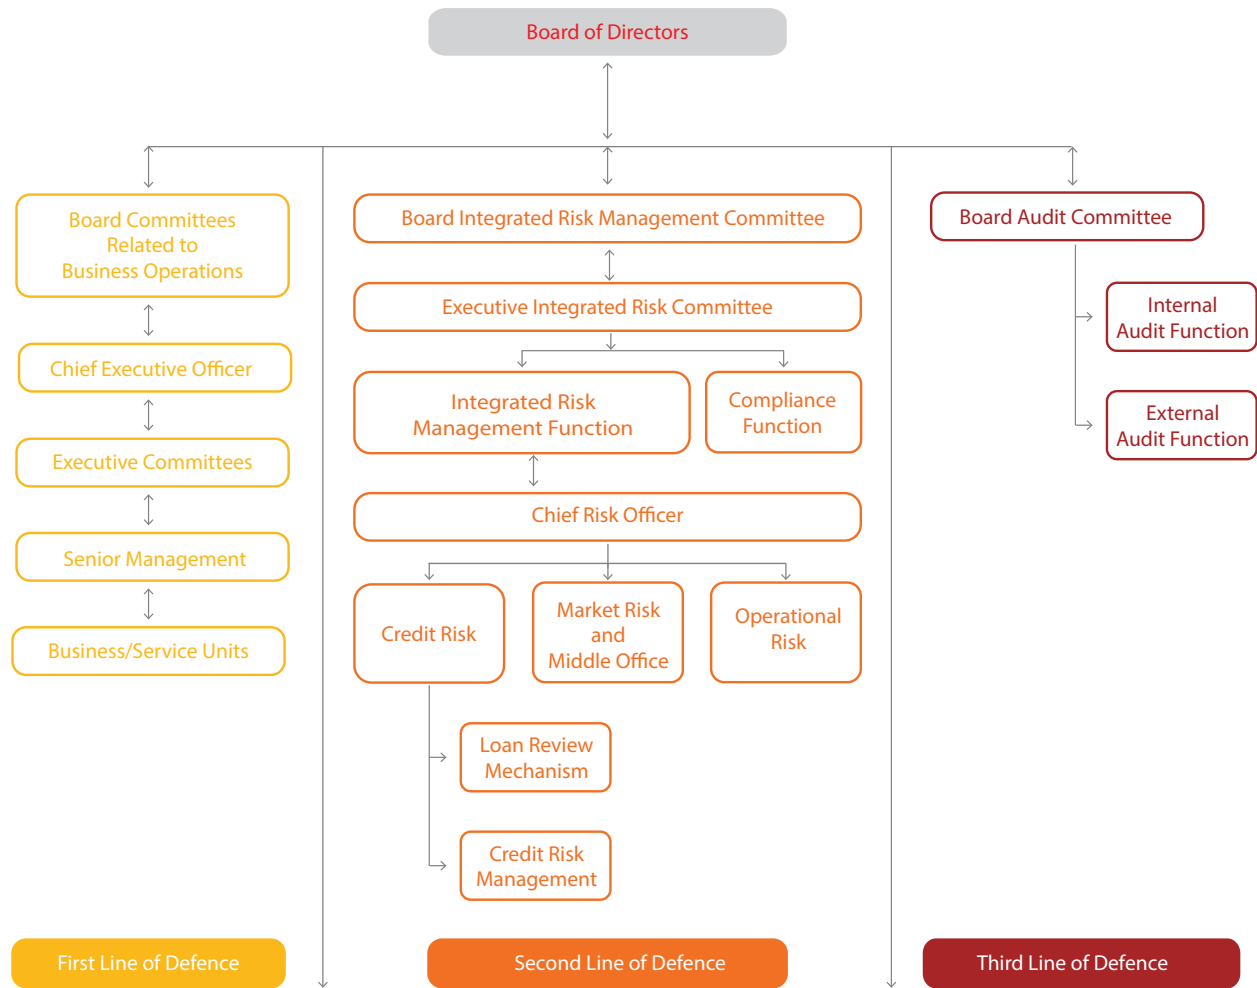 Board of Directors
Board Committees
Related to
Business Operations
Chief Executive Officer
Executive Committees
Senior Management
Business/Service Units
First Line of Defence
Board Integrated Risk Management Committee
Executive Integrated Risk Committee
Integrated Risk
Management Function
Compliance
Function
Chief Risk Officer
Credit Risk
Market Risk
and
Middle Office
Operational
Risk
Loan Review
Mechanism
Credit Risk
Management
Second Line of Defence
Board Audit Committee
Internal
Audit Function
External
Audit Function
Third Line of Defence